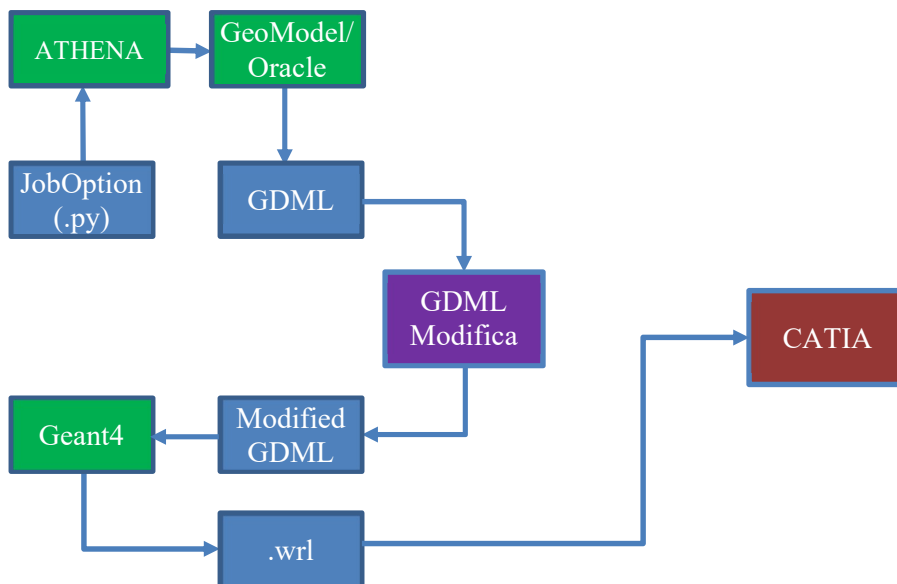 ATHENA
GeoModel/
Oracle
JobOption
(.py)
GDML
GDML
Modifica
CATIA
Geant4
Modified
GDML
.wrl